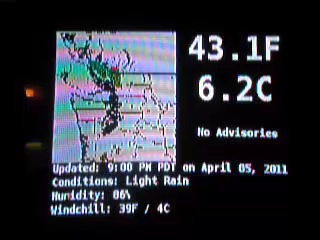 43.1F
6.2C
No Advisories
Updated: 9:00 PM PDT on April 05, 2011
Conditions: Light Rain
Humidity: 86%
Windchill: 39F / 4C